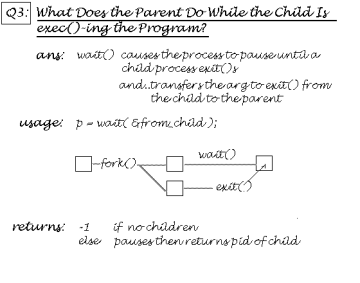 Q3: What Does the Parent Do While the Child Is
exec()-ing the Program?
ans: wait() causes the process to pause until a
child process exit()s
and..transfers the arg to exit() from
the child to the parent
usage: p = wait( &from_child );
fork()
wait()
exit()
returns: -1 if no children
else pauses then returns pid of child